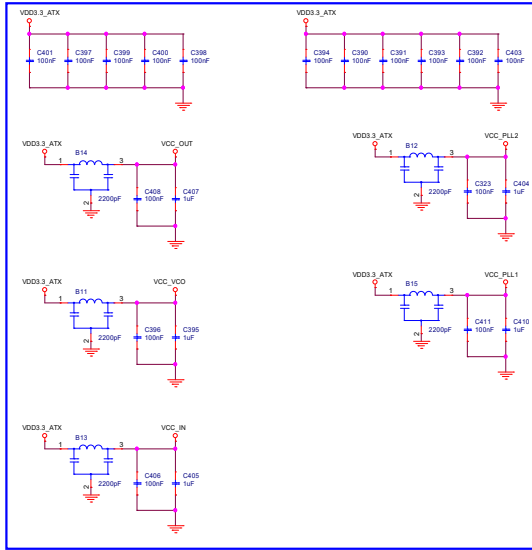 VDD3.3_ATX
C401 100nF
C397 100nF
C399 100nF
C400 100nF
C398 100nF
VDD3.3_ATX
C394 100nF
C390 100nF
C391 100nF
C393 100nF
C392 100nF
C403 100nF
VDD3.3_ATX
B14
VCC_OUT
1
3
2
2200pF
C408 100nF
C407 1uF
VDD3.3_ATX
B12
VCC_PLL2
1
3
2
2200pF
C323 100nF
C404 1uF
VDD3.3_ATX
B11
VCC_VCO
1
3
2
2200pF
C396 100nF
C395 1uF
VDD3.3_ATX
B15
VCC_PLL1
1
3
2
2200pF
C411 100nF
C410 1uF
VDD3.3_ATX
B13
VCC_IN
1
3
2
2200pF
C406 100nF
C405 1uF